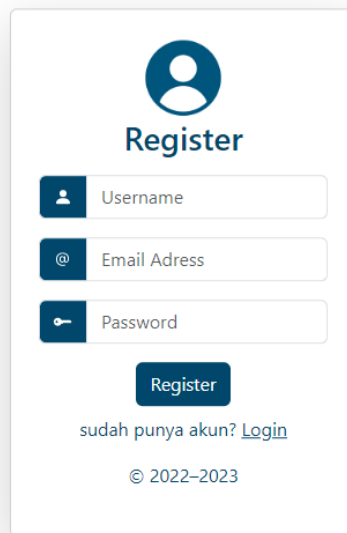 Register
Username
@ Email Adress
Password
Register
sudah punya akun? Login
© 2022–2023